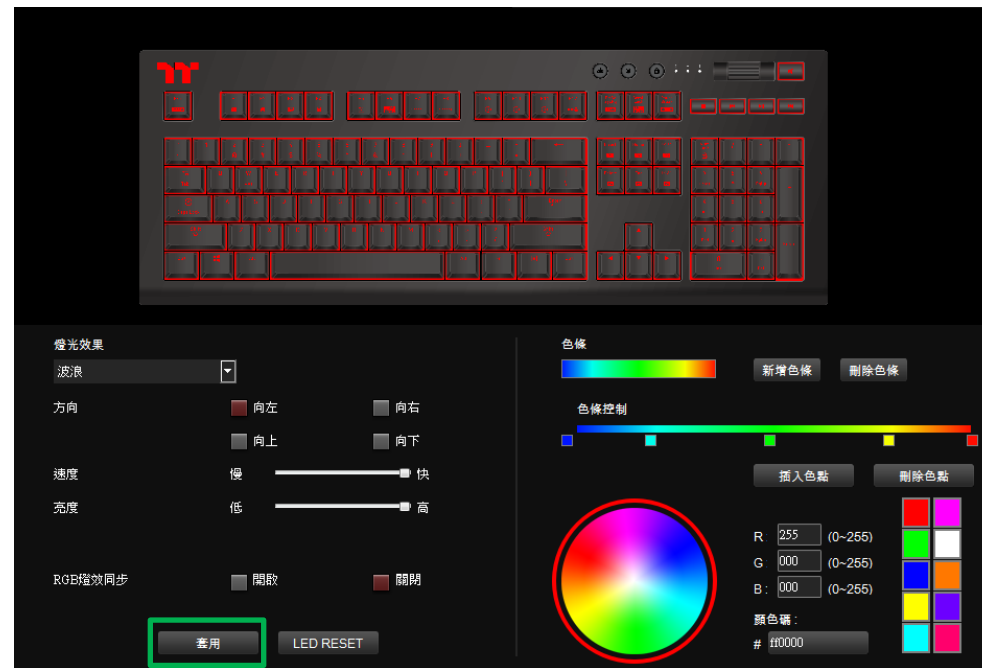 燈光效果
波浪
方向
向左
向右
向上
向下
速度
慢
快
亮度
低
高
RGB燈效同步
開啟
關閉
套用
LED RESET
色條
新增色條
刪除色條
色條控制
插入色點
刪除色點
R 255 (0~255)
G 000 (0~255)
B : 000 (0~255)
顏色碼 :
# ff0000